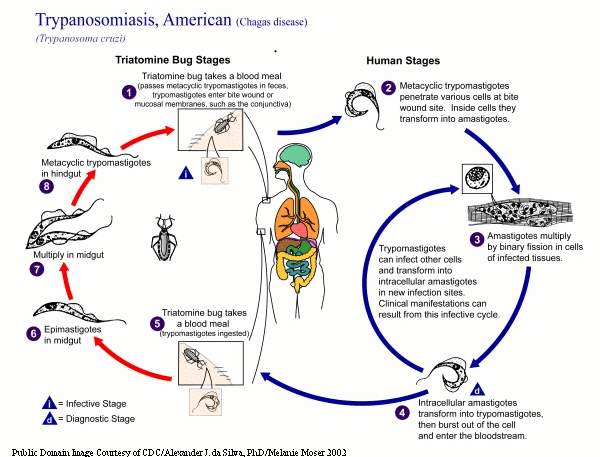 Trypanosomiasis, American (Chagas disease)
(Trypanosoma cruzi)
Triatomine Bug Stages
Human Stages
1
Triatomine bug takes a blood meal
(passes metacyclic trypomastigotes in feces,
trypomastigotes enter bite wound or
mucosal membranes, such as the conjunctiva)
i
2
Metacyclic trypomastigotes
penetrate various cells at bite
wound site. Inside cells they
transform into amastigotes.
3
Amastigotes multiply
by binary fission in cells
of infected tissues.
Trypomastigotes
can infect other cells
and transform into
intracellular amastigotes
in new infection sites.
Clinical manifestations can
result from this infective cycle.
d
4
Intracellular amastigotes
transform into trypomastigotes,
then burst out of the cell
and enter the bloodstream.
5
Triatomine bug takes
a blood meal
(trypomastigotes ingested)
6
Epimastigotes
in midgut
7
Multiply in midgut
Metacyclic trypomastigotes
in hindgut
8
i = Infective Stage
d = Diagnostic Stage
Public Domain Image Courtesy of CDC/Alexander J. da Silva, PhD/Melanie Moser 2002